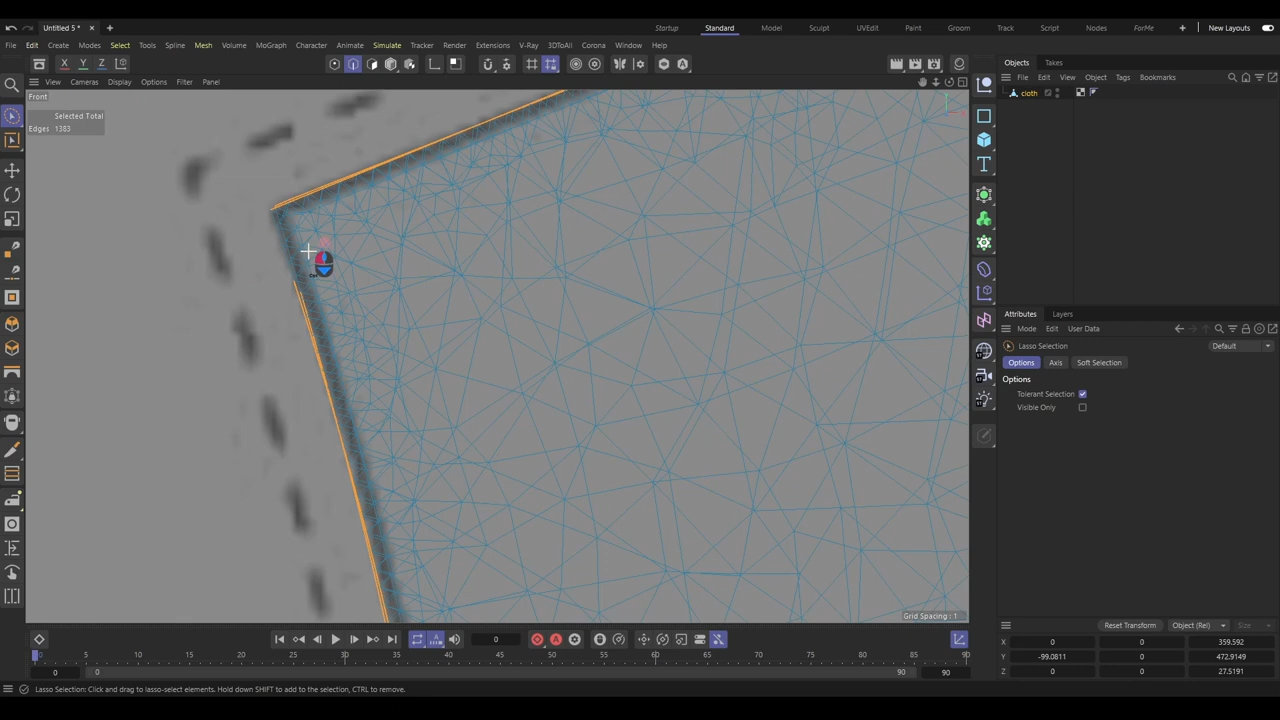 Untitled 5 *
Startup Standard Model Sculpt UVEdit Paint Groom Track Script Nodes ForMe New Layouts
File Edit Create Modes Select Tools Spline Mesh Volume MoGraph Character Animate Simulate Tracker Render Extensions V-Ray 3DToAll Corona Window Help
X Y Z
Objects Takes
View Cameras Display Options Filter Panel
File Edit View Object Tags Bookmarks
Front
cloth
Selected Total
Edges 1383
Attributes Layers
Mode Edit User Data
Lasso Selection Default
Options Axis Soft Selection
Options
Tolerant Selection
Visible Only
Grid Spacing : 1
Reset Transform Object (Rel) Size
0
X 0 0 359.592
0 5 10 15 20 25 30 35 40 45 50 55 60 65 70 75 80 85 90
Y -99.0811 0 472.9149
0 0 90 90
Z 0 0 27.5191
Lasso Selection: Click and drag to lasso-select elements. Hold down SHIFT to add to the selection, CTRL to remove.